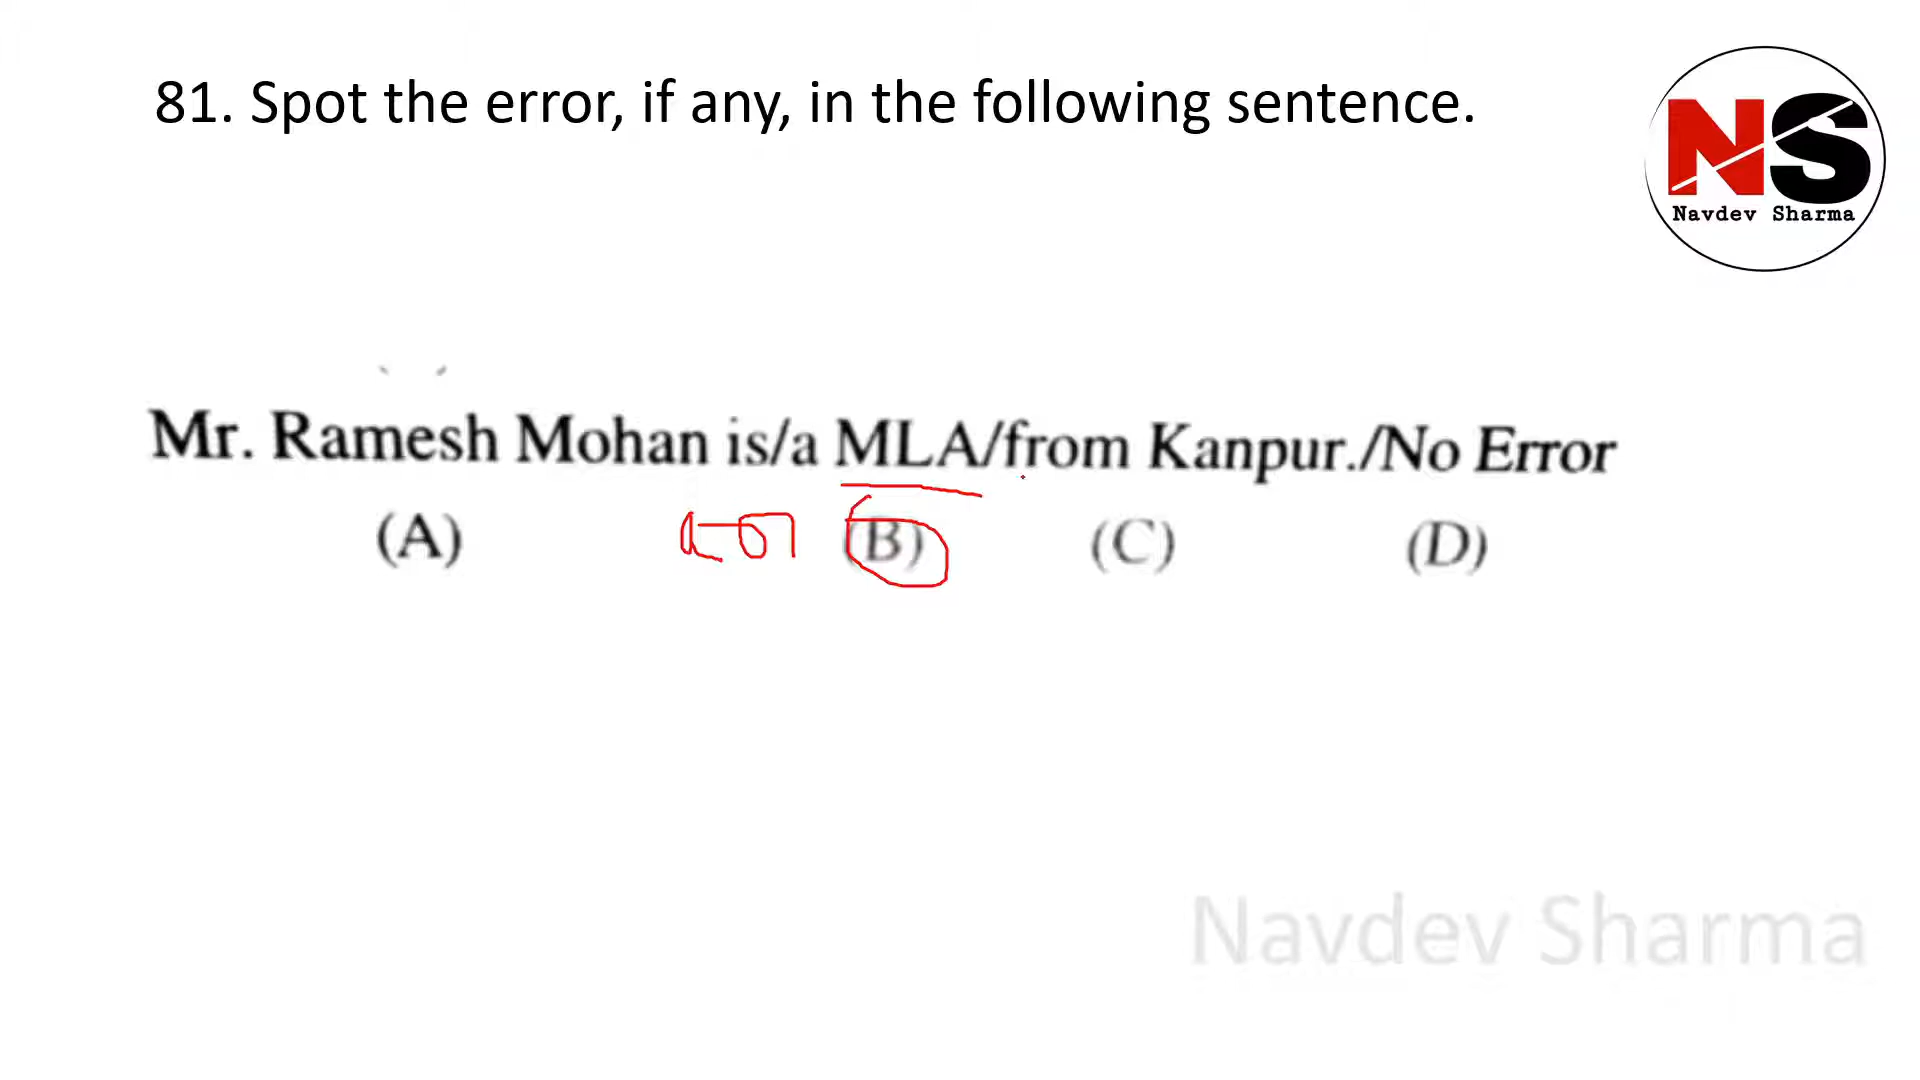 81. Spot the error, if any, in the following sentence.
NS
Navdev Sharma
Mr. Ramesh Mohan is/a MLA/from Kanpur./No Error
(A) (B) (C) (D)
Navdev Sharma